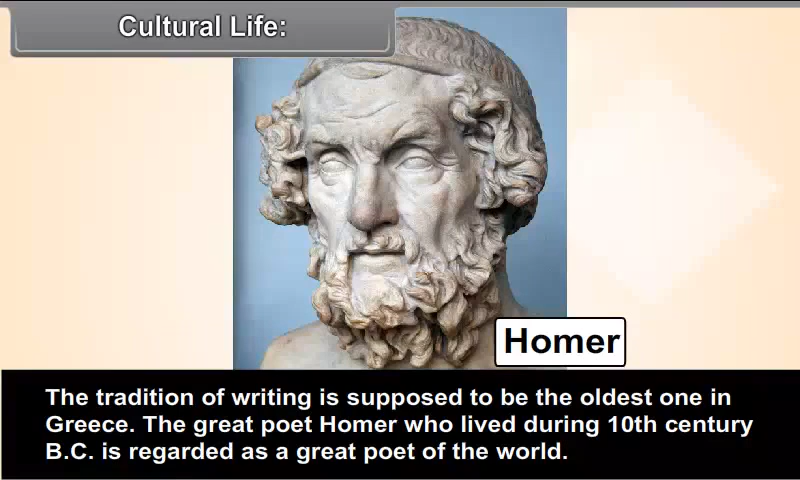 Cultural Life:
Homer
The tradition of writing is supposed to be the oldest one in
Greece. The great poet Homer who lived during 10th century
B.C. is regarded as a great poet of the world.